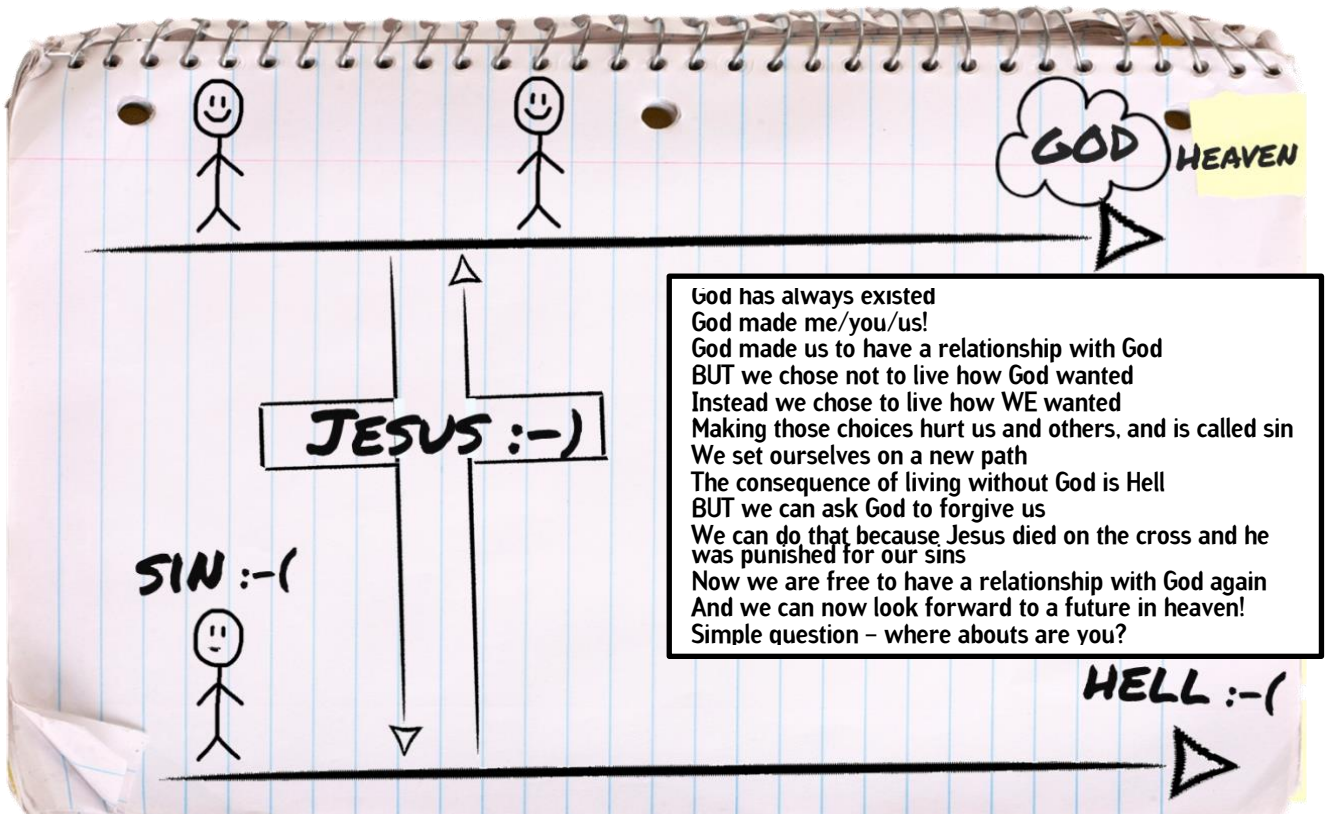 GOD
HEAVEN
God has always existed
God made me/you/us!
God made us to have a relationship with God
BUT we chose not to live how God wanted
Instead we chose to live how WE wanted
Making those choices hurt us and others, and is called sin
We set ourselves on a new path
The consequence of living without God is Hell
BUT we can ask God to forgive us
We can do that because Jesus died on the cross and he
was punished for our sins
Now we are free to have a relationship with God again
And we can now look forward to a future in heaven!
Simple question – where abouts are you?
JESUS :-)
SIN :-(
HELL :-(